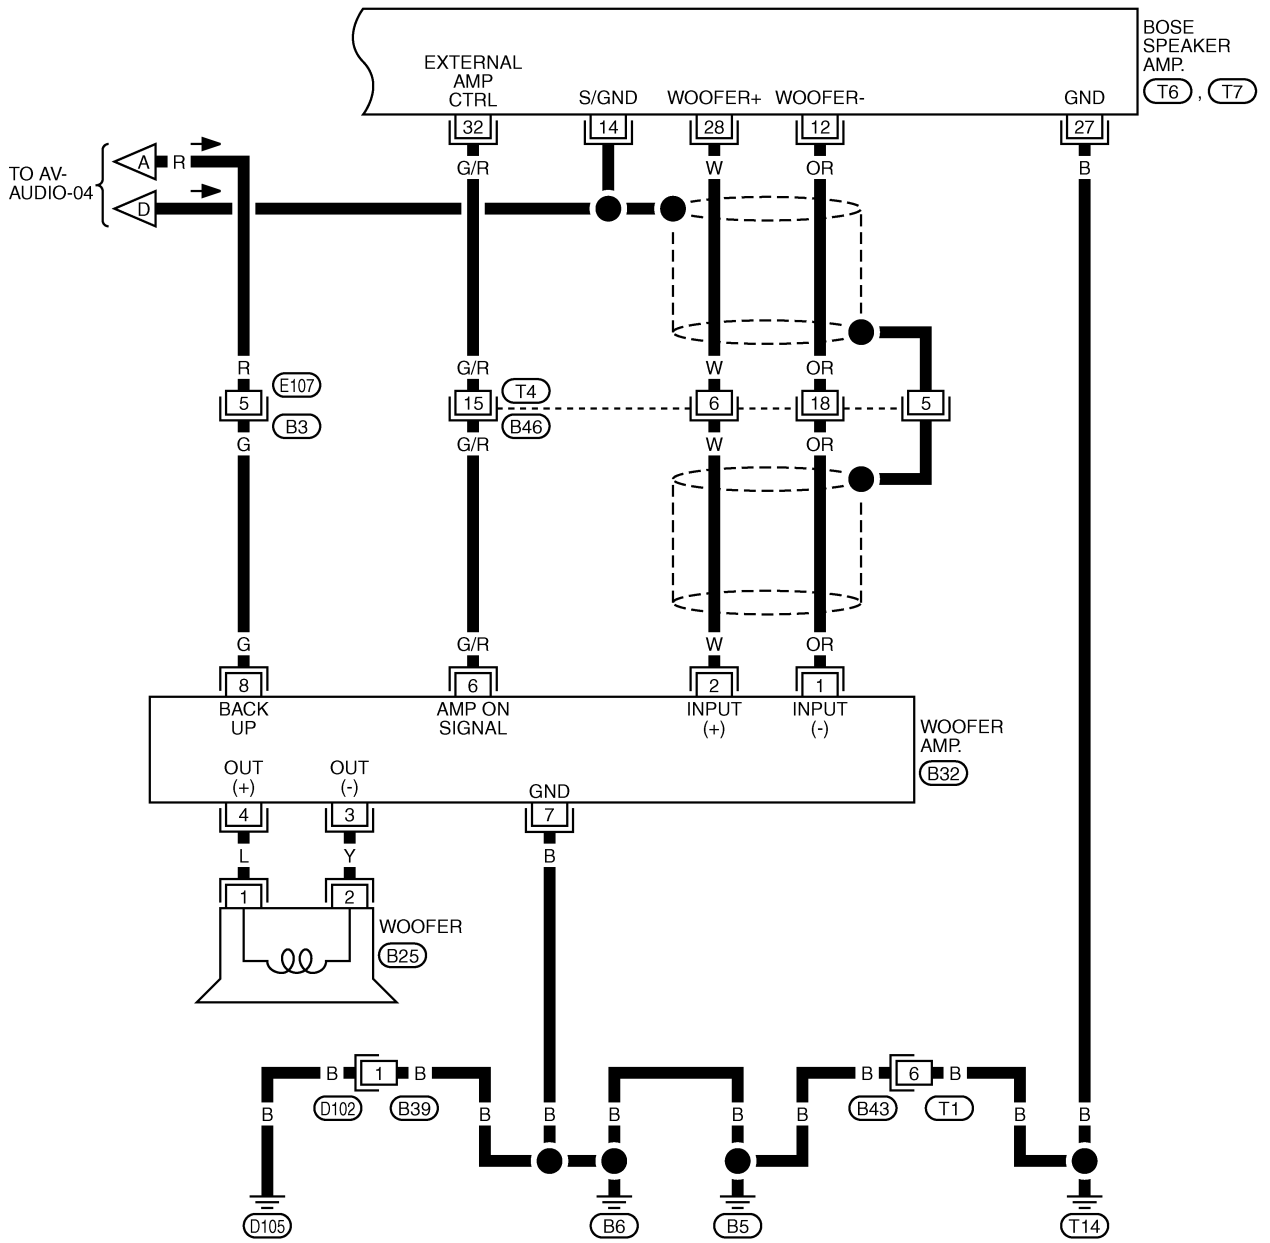 BOSE
SPEAKER
AMP.
T6 , T7
EXTERNAL
AMP
CTRL
S/GND
WOOFER+
WOOFER-
GND
32
14
28
12
27
TO AV-
AUDIO-04
A
R
D
G/R
W
OR
B
R
G/R
W
OR
E107
T4
5
15
6
18
5
B3
B46
G
G/R
W
OR
G
G/R
W
OR
8
6
2
1
BACK
UP
AMP ON
SIGNAL
INPUT
(+)
INPUT
(-)
WOOFER
AMP.
B32
OUT
(+)
OUT
(-)
GND
4
3
7
L
Y
B
1
2
WOOFER
B25
B
1
B
B
6
B
D102
B39
B43
T1
B
B
B
B
B
B
B
B
D105
B6
B5
T14